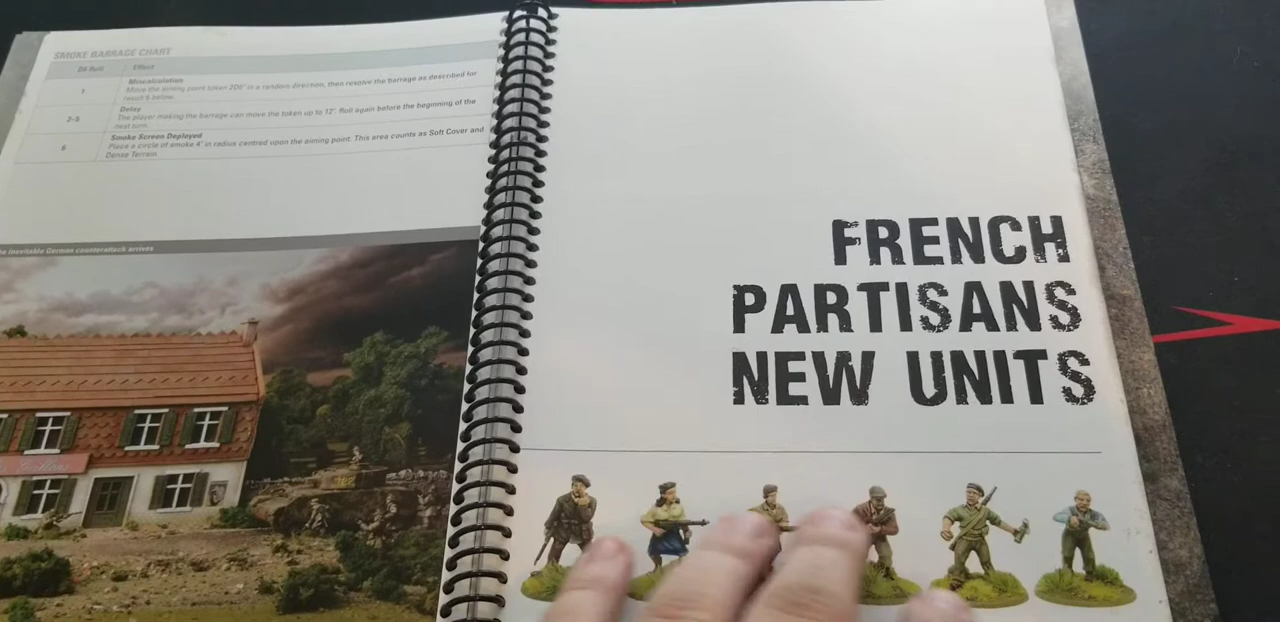 SMOKE BARRAGE CHART
D6 Roll Effect
1 Miscalculation
Move the aiming point token 2D6" in a random direction, then resolve the barrage as described for
result 6 below.
2-5 Delay
The player making the barrage can move the token up to 12". Roll again before the beginning of the
next turn.
6 Smoke Screen Deployed
Place a circle of smoke 4" in radius centred upon the aiming point. This area counts as Soft Cover and
Dense Terrain.
inevitable German counterattack arrives
FRENCH
PARTISANS
NEW UNITS